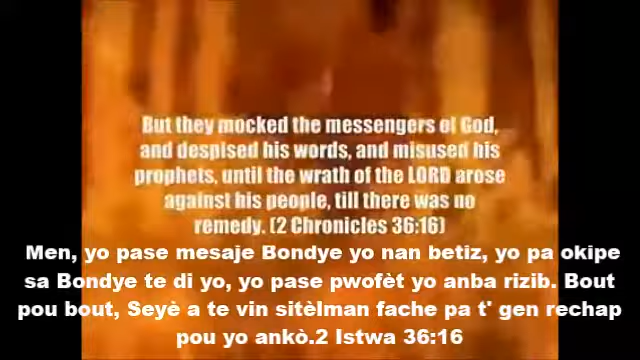 But they mocked the messengers of God,
and despised his words, and misused his
prophets, until the wrath of the LORD arose
against his people, till there was no
remedy. (2 Chronicles 36:16)
Men, yo pase mesaje Bondye yo nan betiz, yo pa okipe
sa Bondye te di yo, yo pase pwofèt yo anba rizib. Bout
pou bout, Seyè a te vin sitèlman fache pa t' gen rechap
pou yo ankò.2 Istwa 36:16